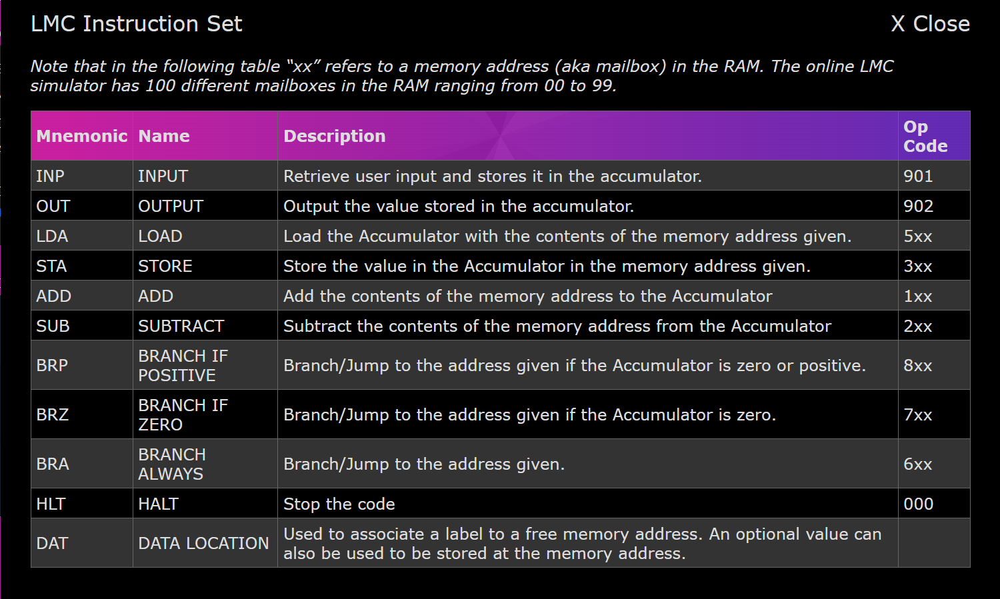 LMC Instruction Set
X Close
Note that in the following table “xx” refers to a memory address (aka mailbox) in the RAM. The online LMC
simulator has 100 different mailboxes in the RAM ranging from 00 to 99.
Mnemonic Name Description Op Code
INP INPUT Retrieve user input and stores it in the accumulator. 901
OUT OUTPUT Output the value stored in the accumulator. 902
LDA LOAD Load the Accumulator with the contents of the memory address given. 5xx
STA STORE Store the value in the Accumulator in the memory address given. 3xx
ADD ADD Add the contents of the memory address to the Accumulator 1xx
SUB SUBTRACT Subtract the contents of the memory address from the Accumulator 2xx
BRP BRANCH IF POSITIVE Branch/Jump to the address given if the Accumulator is zero or positive. 8xx
BRZ BRANCH IF ZERO Branch/Jump to the address given if the Accumulator is zero. 7xx
BRA BRANCH ALWAYS Branch/Jump to the address given. 6xx
HLT HALT Stop the code 000
DAT DATA LOCATION Used to associate a label to a free memory address. An optional value can
also be used to be stored at the memory address.